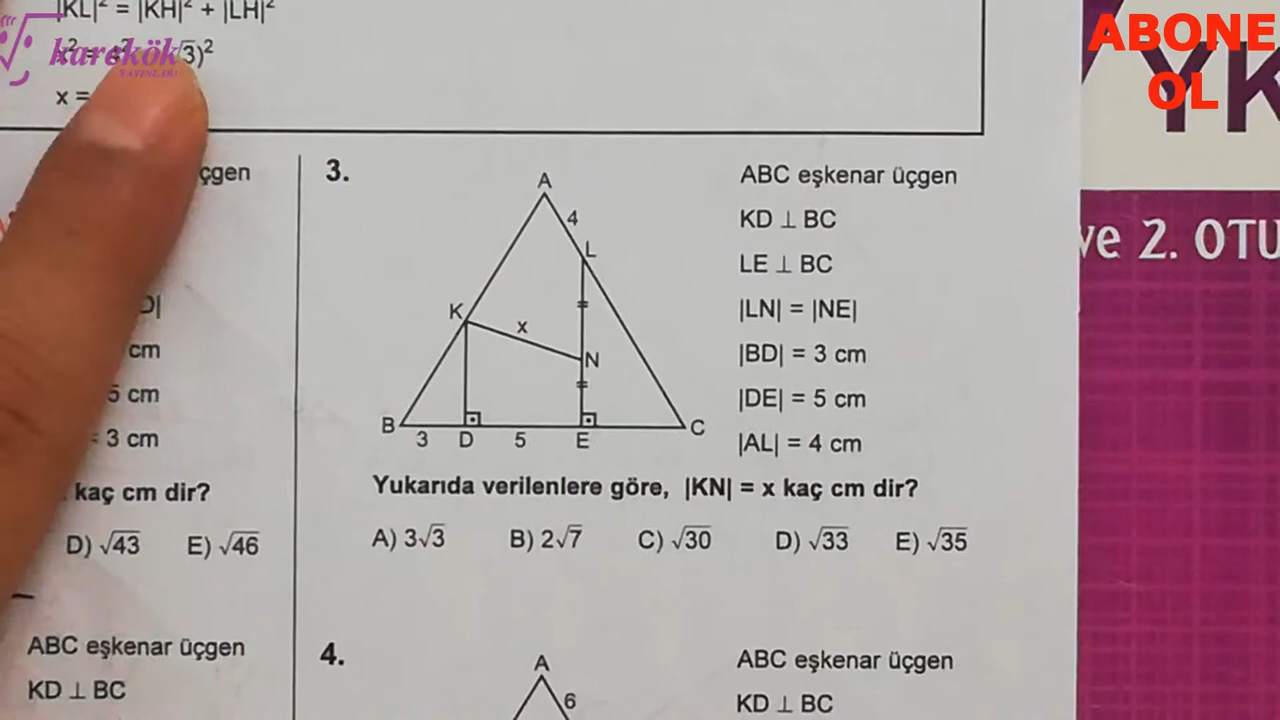 |KL|² = |KH|² + |LH|²
karekök
YAYINLARI
3)²
x =
ABONE
OL
YK
ve 2. OTU
çgen
D|
cm
5 cm
= 3 cm
kaç cm dir?
D) √43 E) √46
ABC eşkenar üçgen
KD ⊥ BC
3.
A
4
L
K
x
N
B
3 D 5 E
C
ABC eşkenar üçgen
KD ⊥ BC
LE ⊥ BC
|LN| = |NE|
|BD| = 3 cm
|DE| = 5 cm
|AL| = 4 cm
Yukarıda verilenlere göre, |KN| = x kaç cm dir?
A) 3√3 B) 2√7 C) √30 D) √33 E) √35
4.
A
6
ABC eşkenar üçgen
KD ⊥ BC